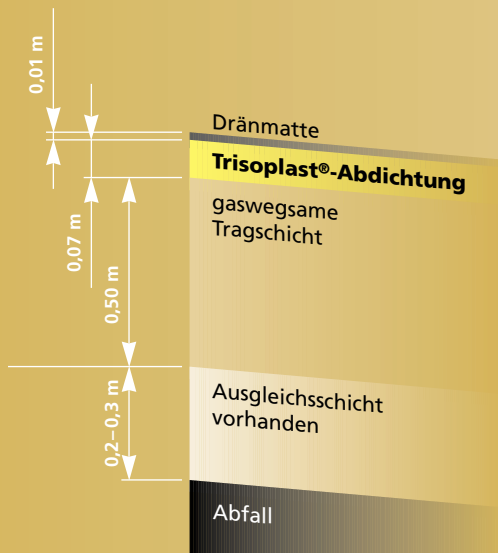 0,01 m
Dränmatte
Trisoplast®-Abdichtung
0,07 m
gaswegsame
Tragschicht
0,50 m
0,2–0,3 m
Ausgleichsschicht
vorhanden
Abfall